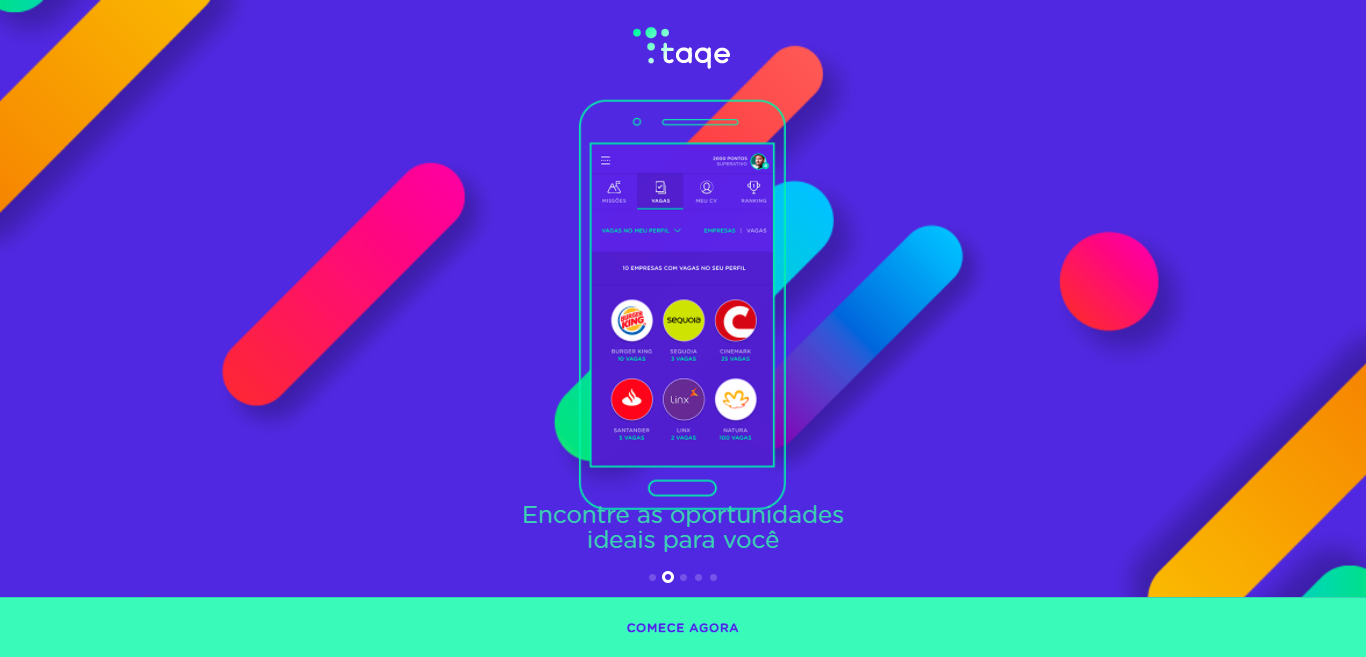 taqe
2600 PONTOS
SUPERATIVO
MISSÕES VAGAS MEU CV RANKING
VAGAS NO MEU PERFIL EMPRESAS | VAGAS
10 EMPRESAS COM VAGAS NO SEU PERFIL
BURGER KING sequoia
BURGER KING SEQUOIA CINEMARK
10 VAGAS 3 VAGAS 25 VAGAS
Linx
SANTANDER LINX NATURA
5 VAGAS 2 VAGAS 100 VAGAS
Encontre as oportunidades
ideais para você
COMECE AGORA